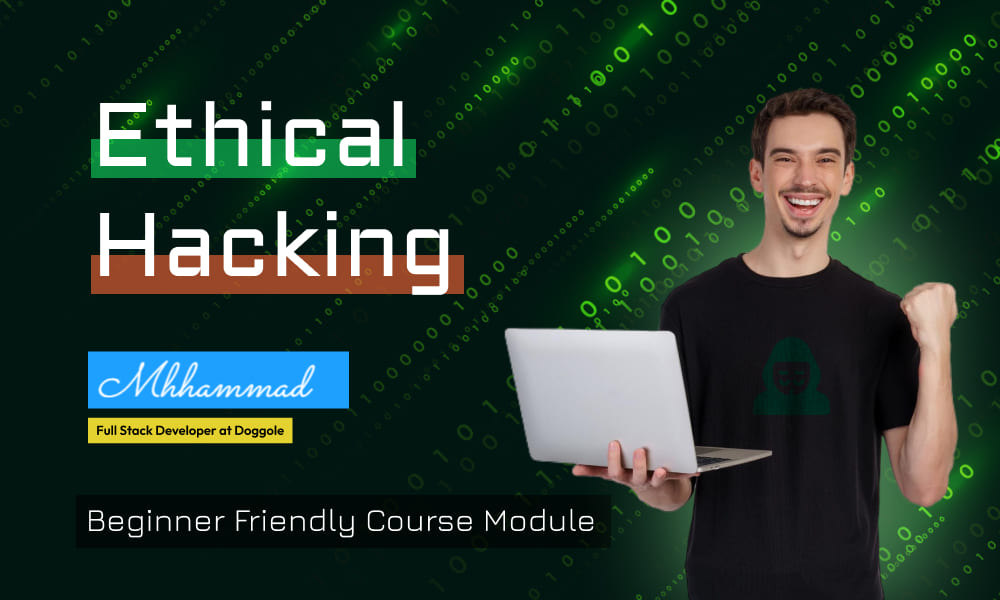 Ethical
Hacking
Mhhammad
Full Stack Developer at Doggole
Beginner Friendly Course Module